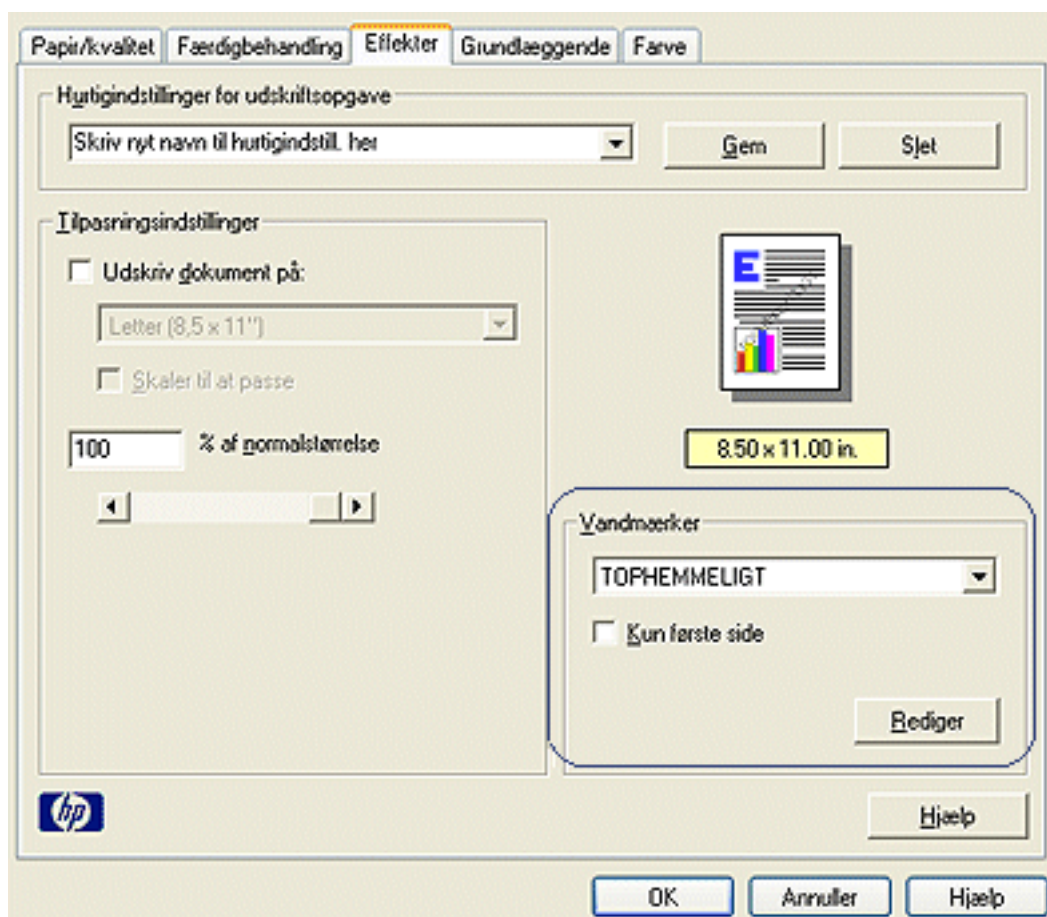 Papir/kvalitet Færdigbehandling Effekter Grundlæggende Farve
Hurtigindstillinger for udskriftsopgave
Skriv nyt navn til hurtigindstill. her
Gem
Slet
Tilpasningsindstillinger
Udskriv dokument på:
Letter (8,5 x 11")
Skaler til at passe
100 % af normalstørrelse
E
8.50 x 11.00 in.
Vandmærker
TOPHEMMELIGT
Kun første side
Rediger
hp
Hjælp
OK Annuller Hjælp